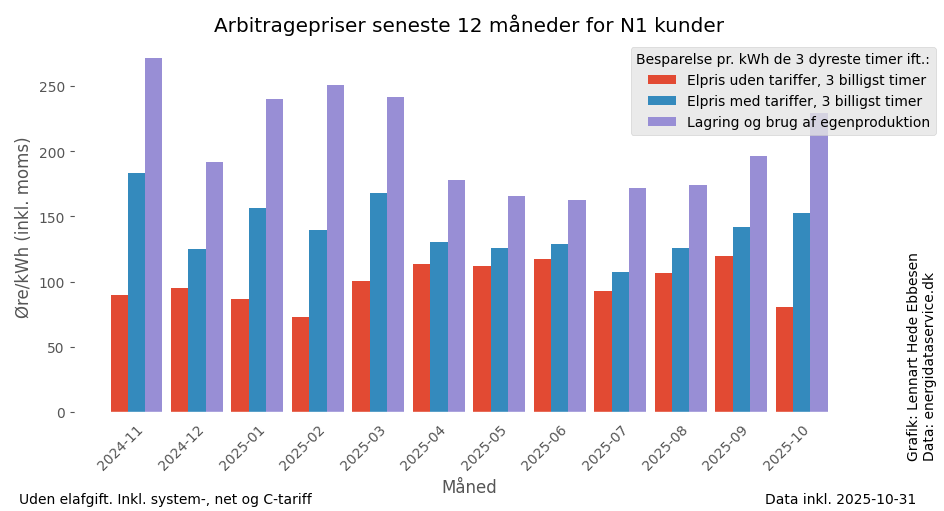 Arbitragepriser seneste 12 måneder for N1 kunder
Besparelse pr. kWh de 3 dyreste timer ift.:
Elpris uden tariffer, 3 billigst timer
Elpris med tariffer, 3 billigst timer
Lagring og brug af egenproduktion
Øre/kWh (inkl. moms)
250
200
150
100
50
0
2024-11
2024-12
2025-01
2025-02
2025-03
2025-04
2025-05
2025-06
2025-07
2025-08
2025-09
2025-10
Måned
Grafik: Lennart Hede Ebbesen
Data: energidataservice.dk
Uden elafgift. Inkl. system-, net og C-tariff
Data inkl. 2025-10-31